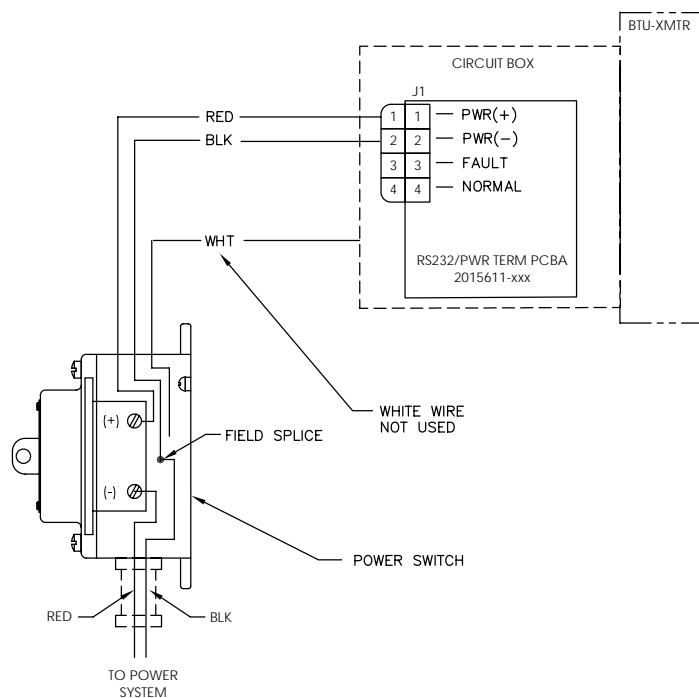 BTU-XMTR
CIRCUIT BOX
J1
RED
1 1 PWR(+)
BLK
2 2 PWR(-)
3 3 FAULT
4 4 NORMAL
WHT
RS232/PWR TERM PCBA
2015611-xxx
WHITE WIRE
NOT USED
(+)
FIELD SPLICE
(-)
POWER SWITCH
RED
BLK
TO POWER
SYSTEM